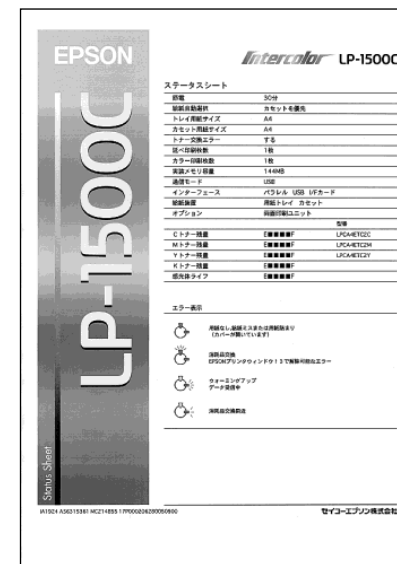 EPSON
Intercolor LP-1500C
LP-1500C
Status Sheet
ステータスシート
節電 30分
給紙自動選択 カセットを優先
トレイ用紙サイズ A4
カセット用紙サイズ A4
トナー交換エラー する
延べ印刷枚数 1枚
カラー印刷枚数 1枚
実装メモリ容量 144MB
通信モード USB
インターフェース パラレル USB I/Fカード
給紙装置 用紙トレイ カセット
オプション 両面印刷ユニット
型番
Cトナー残量 E■■■■F LPCA4ETC2C
Mトナー残量 E■■■■F LPCA4ETC2M
Yトナー残量 E■■■■F LPCA4ETC2Y
Kトナー残量 E■■■■F
感光体ライフ E■■■■F
エラー表示
用紙なし,給紙ミスまたは用紙詰まり
(カバーが開いています)
消耗品交換
EPSONプリンタウィンドウ!3で解除可能なエラー
ウォーミングアップ
データ受信中
消耗品交換間近
セイコーエプソン株式会社